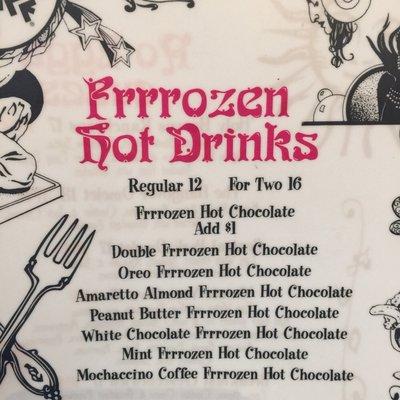 Frrrozen
Hot Drinks
Regular 12 For Two 16
Frrrozen Hot Chocolate
Add $1
Double Frrrozen Hot Chocolate
Oreo Frrrozen Hot Chocolate
Amaretto Almond Frrrozen Hot Chocolate
Peanut Butter Frrrozen Hot Chocolate
White Chocolate Frrrozen Hot Chocolate
Mint Frrrozen Hot Chocolate
Mochaccino Coffee Frrrozen Hot Chocolate